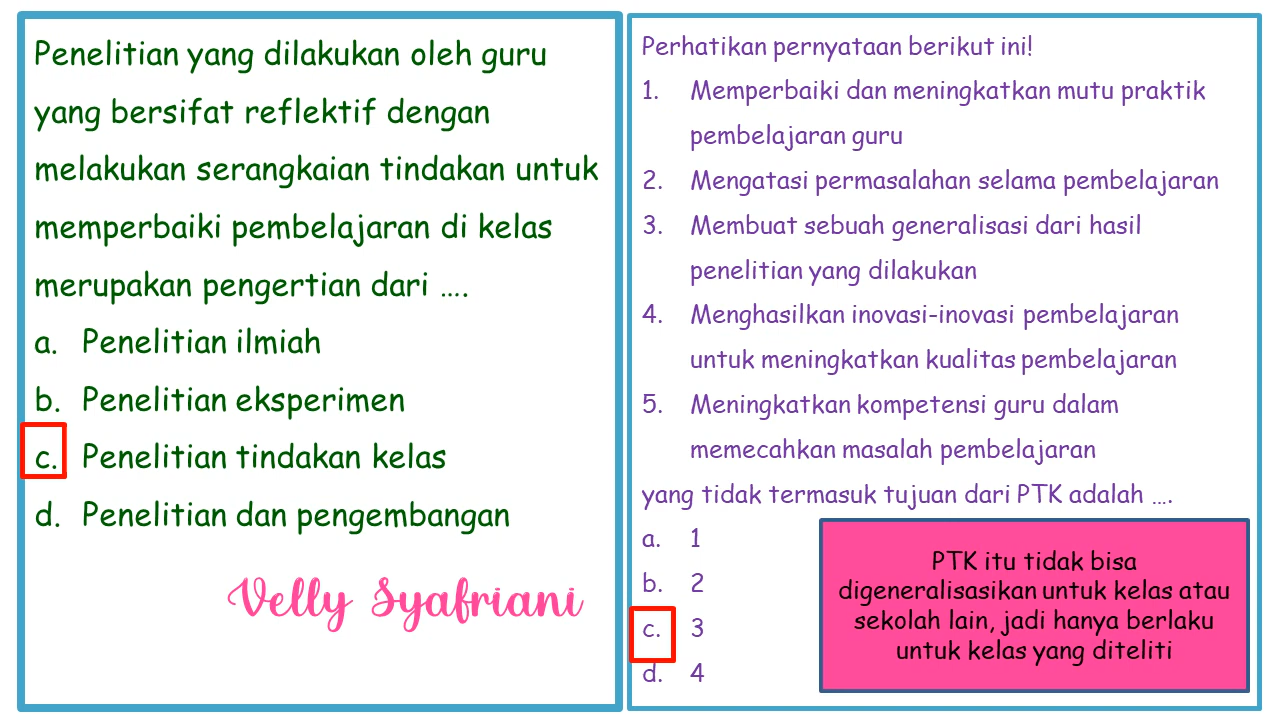 Penelitian yang dilakukan oleh guru
yang bersifat reflektif dengan
melakukan serangkaian tindakan untuk
memperbaiki pembelajaran di kelas
merupakan pengertian dari ....
a. Penelitian ilmiah
b. Penelitian eksperimen
c. Penelitian tindakan kelas
d. Penelitian dan pengembangan
Velly Syafriani
Perhatikan pernyataan berikut ini!
1. Memperbaiki dan meningkatkan mutu praktik
pembelajaran guru
2. Mengatasi permasalahan selama pembelajaran
3. Membuat sebuah generalisasi dari hasil
penelitian yang dilakukan
4. Menghasilkan inovasi-inovasi pembelajaran
untuk meningkatkan kualitas pembelajaran
5. Meningkatkan kompetensi guru dalam
memecahkan masalah pembelajaran
yang tidak termasuk tujuan dari PTK adalah ....
a. 1
b. 2
c. 3
d. 4
PTK itu tidak bisa
digeneralisasikan untuk kelas atau
sekolah lain, jadi hanya berlaku
untuk kelas yang diteliti